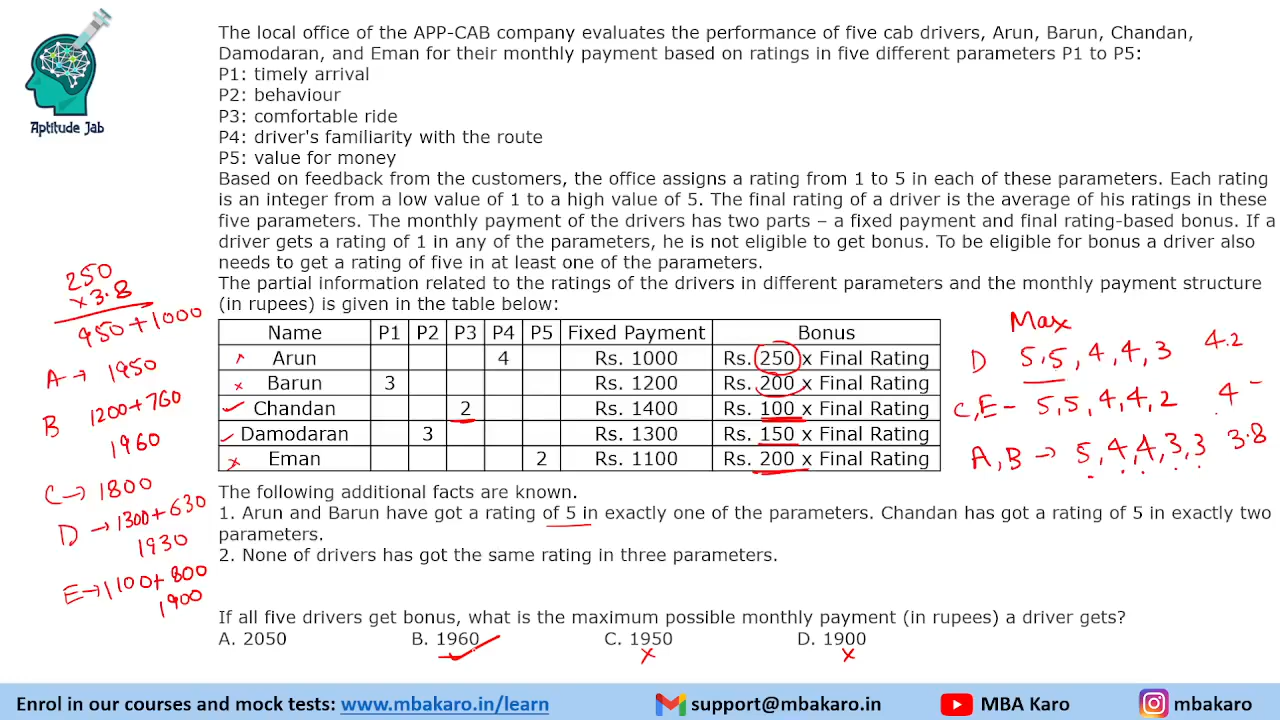 Aptitude Jab
The local office of the APP-CAB company evaluates the performance of five cab drivers, Arun, Barun, Chandan,
Damodaran, and Eman for their monthly payment based on ratings in five different parameters P1 to P5:
P1: timely arrival
P2: behaviour
P3: comfortable ride
P4: driver's familiarity with the route
P5: value for money
Based on feedback from the customers, the office assigns a rating from 1 to 5 in each of these parameters. Each rating
is an integer from a low value of 1 to a high value of 5. The final rating of a driver is the average of his ratings in these
five parameters. The monthly payment of the drivers has two parts – a fixed payment and final rating-based bonus. If a
driver gets a rating of 1 in any of the parameters, he is not eligible to get bonus. To be eligible for bonus a driver also
needs to get a rating of five in at least one of the parameters.
The partial information related to the ratings of the drivers in different parameters and the monthly payment structure
(in rupees) is given in the table below:
Name P1 P2 P3 P4 P5 Fixed Payment Bonus
Arun 4 Rs. 1000 Rs. 250 x Final Rating
Barun 3 Rs. 1200 Rs. 200 x Final Rating
Chandan 2 Rs. 1400 Rs. 100 x Final Rating
Damodaran 3 Rs. 1300 Rs. 150 x Final Rating
Eman 2 Rs. 1100 Rs. 200 x Final Rating
The following additional facts are known.
1. Arun and Barun have got a rating of 5 in exactly one of the parameters. Chandan has got a rating of 5 in exactly two
parameters.
2. None of drivers has got the same rating in three parameters.
If all five drivers get bonus, what is the maximum possible monthly payment (in rupees) a driver gets?
A. 2050 B. 1960 C. 1950 D. 1900
250
x 3.8
950 + 1000
A → 1950
B 1200 + 760
1960
C → 1800
D → 1300 + 630
1930
E → 1100 + 800
1900
Max
D 5, 5, 4, 4, 3 4.2
C, E – 5, 5, 4, 4, 2 4
A, B → 5, 4, 4, 3, 3 3.8
Enrol in our courses and mock tests: www.mbakaro.in/learn support@mbakaro.in MBA Karo mbakaro